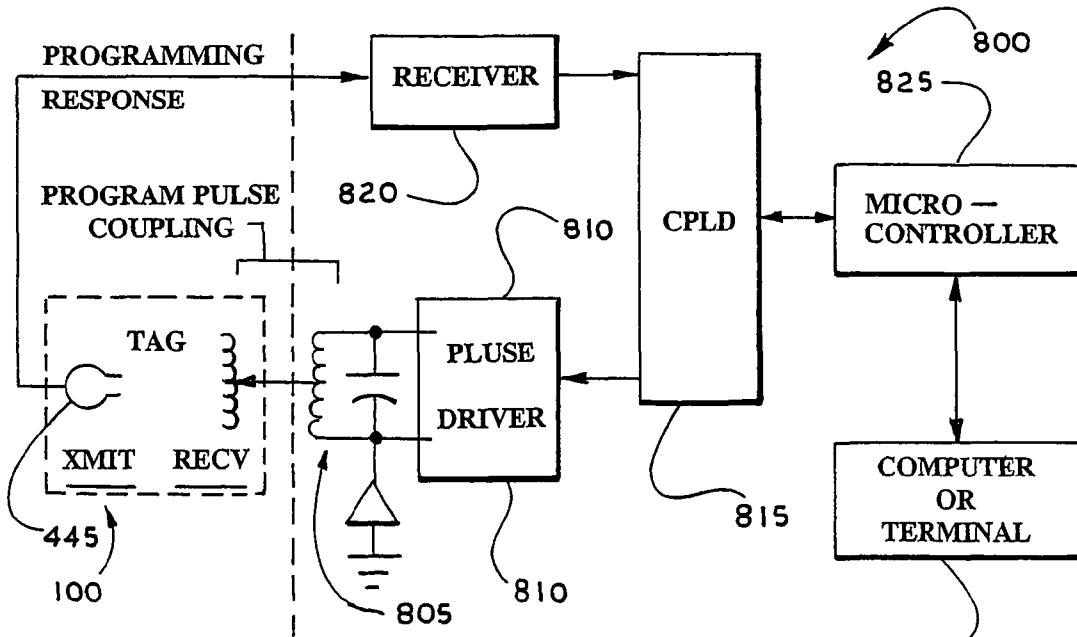 PROGRAMMING
RESPONSE
RECEIVER
800
825
820
PROGRAM PULSE
COUPLING
810
CPLD
MICRO —
CONTROLLER
TAG
PLUSE
DRIVER
XMIT RECV
445
100
805
810
815
COMPUTER
OR
TERMINAL